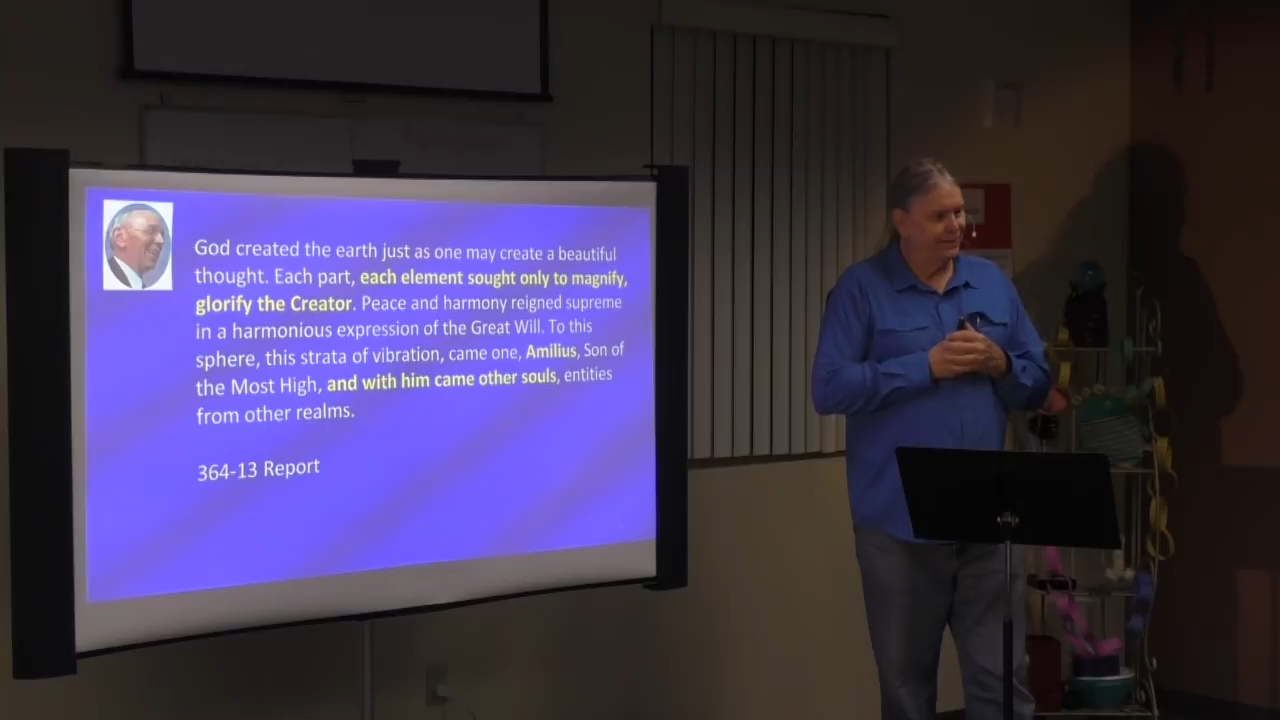 God created the earth just as one may create a beautiful
thought. Each part, each element sought only to magnify,
glorify the Creator. Peace and harmony reigned supreme
in a harmonious expression of the Great Will. To this
sphere, this strata of vibration, came one, Amilius, Son of
the Most High, and with him came other souls, entities
from other realms.
364-13 Report